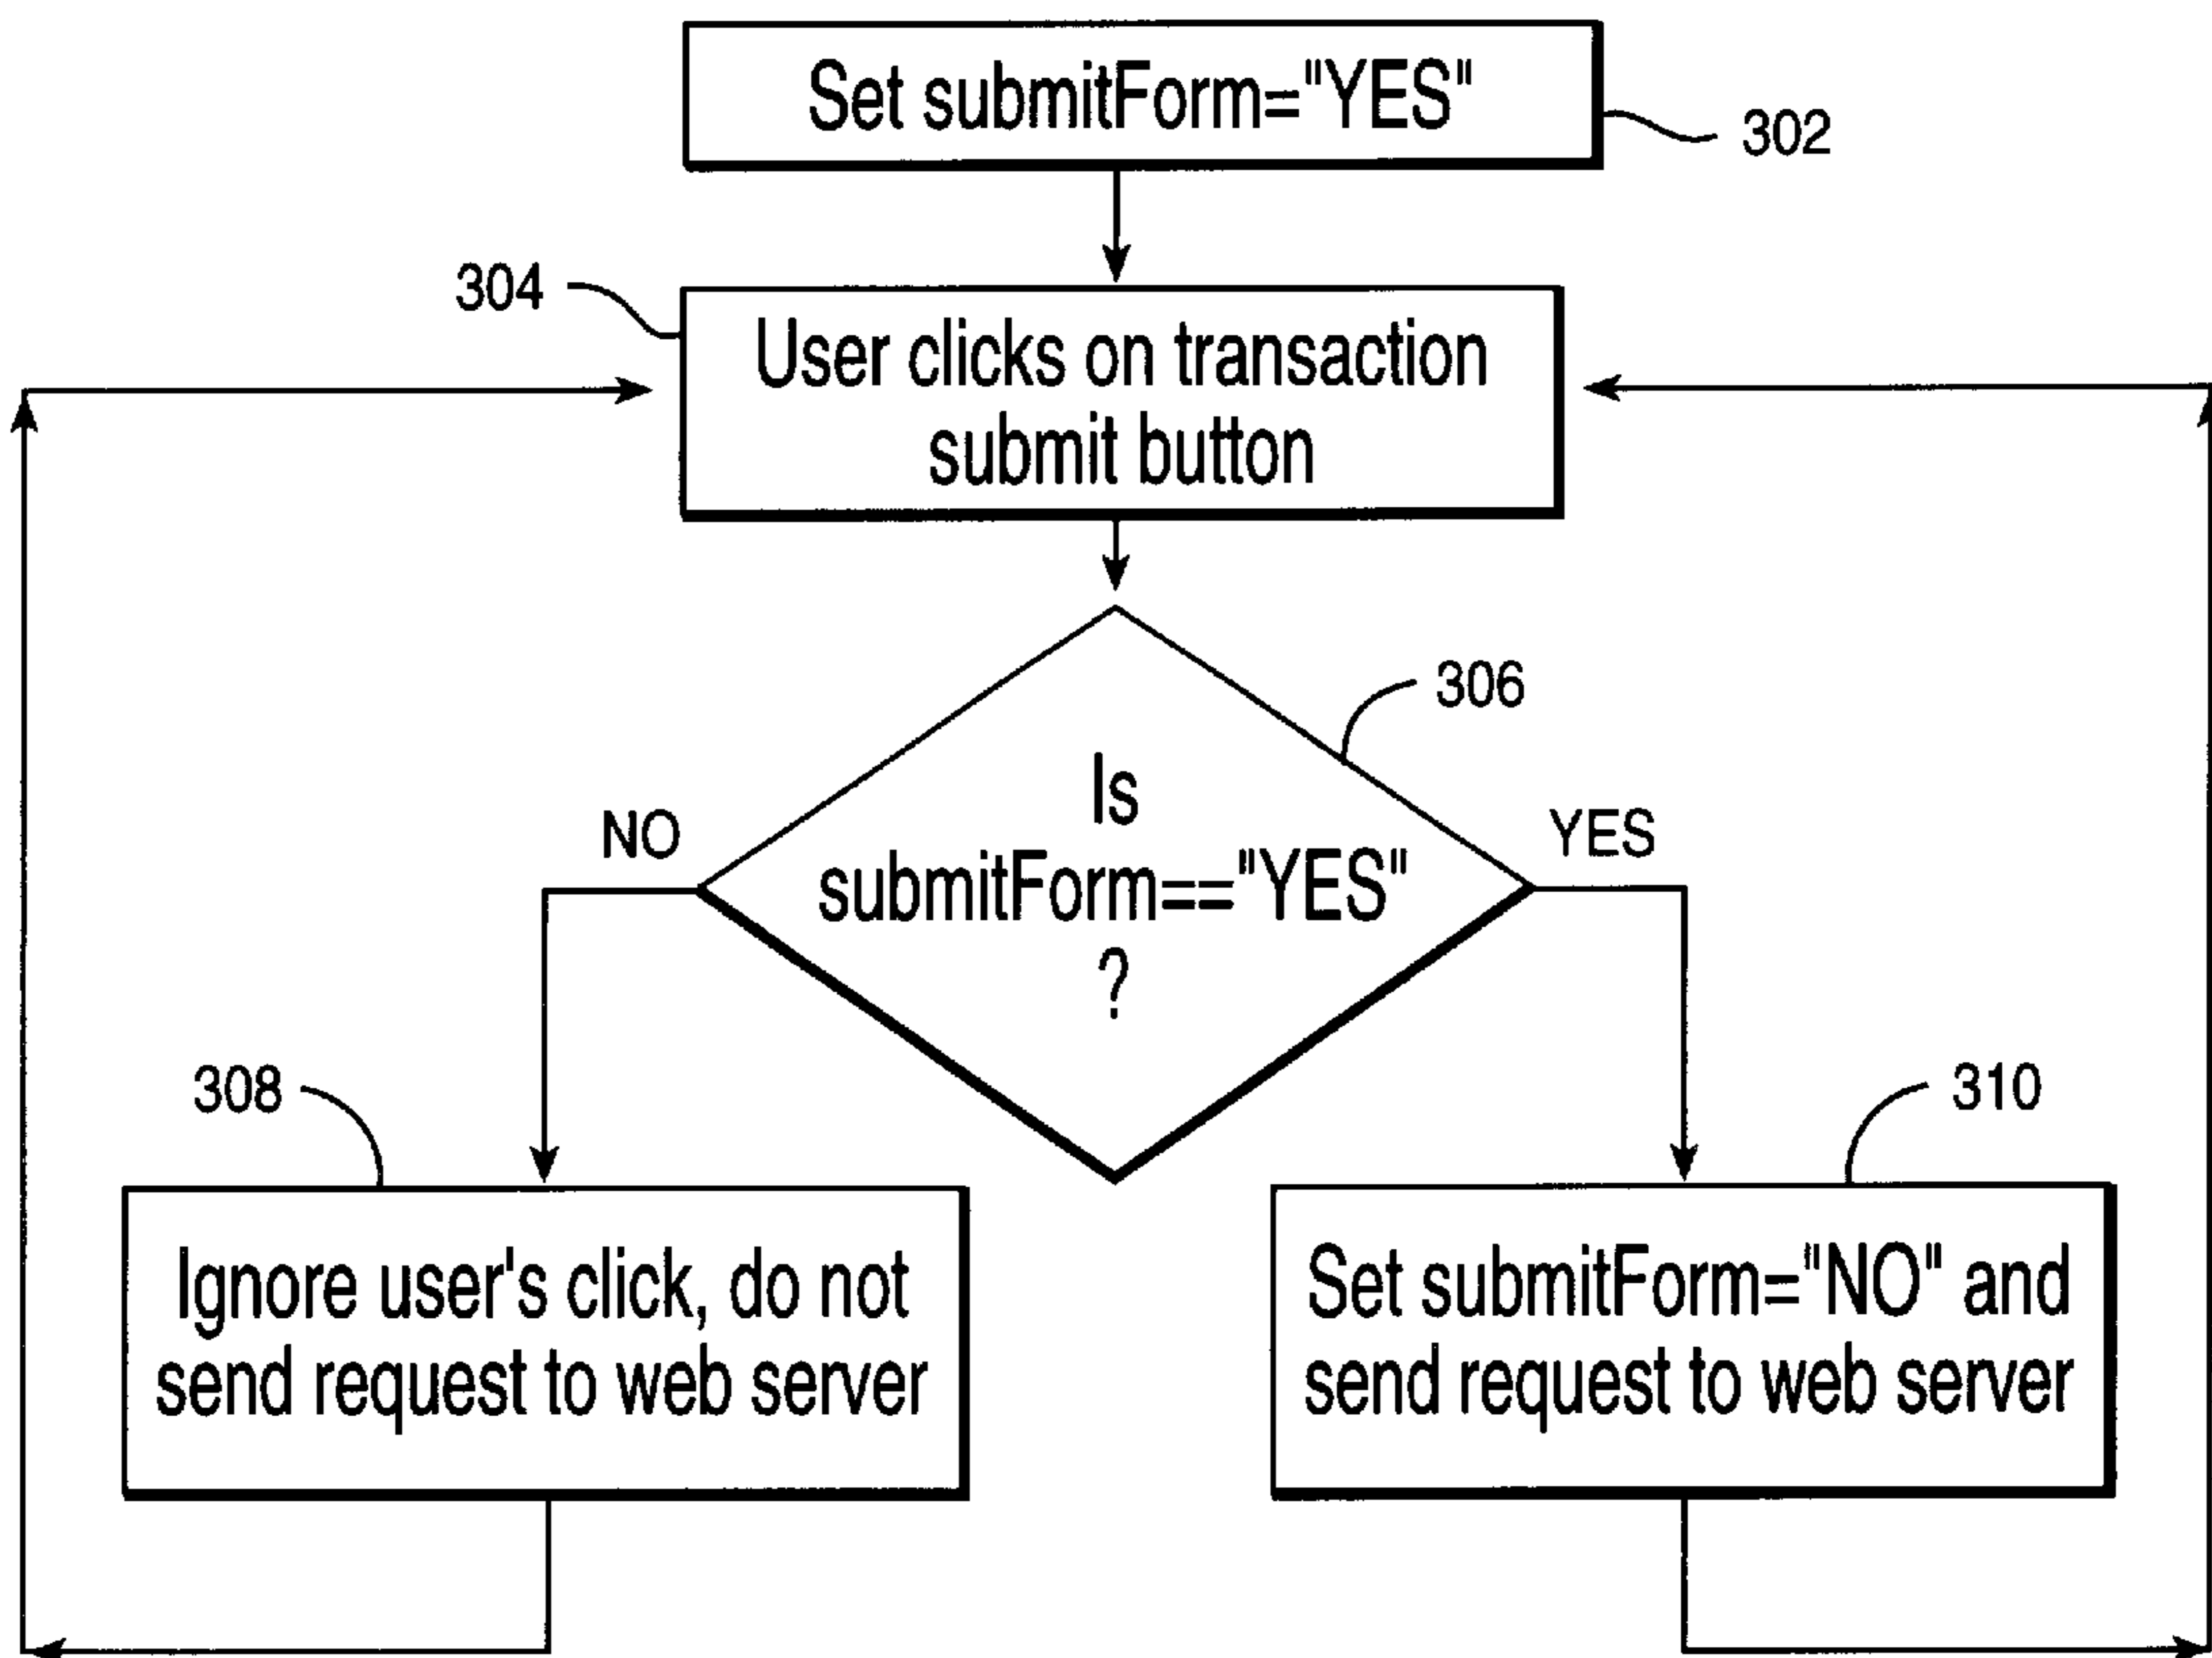 Set submitForm="YES"
302
304
User clicks on transaction
submit button
306
Is
submitForm=="YES"
?
NO
YES
308
310
Ignore user's click, do not
send request to web server
Set submitForm="NO" and
send request to web server